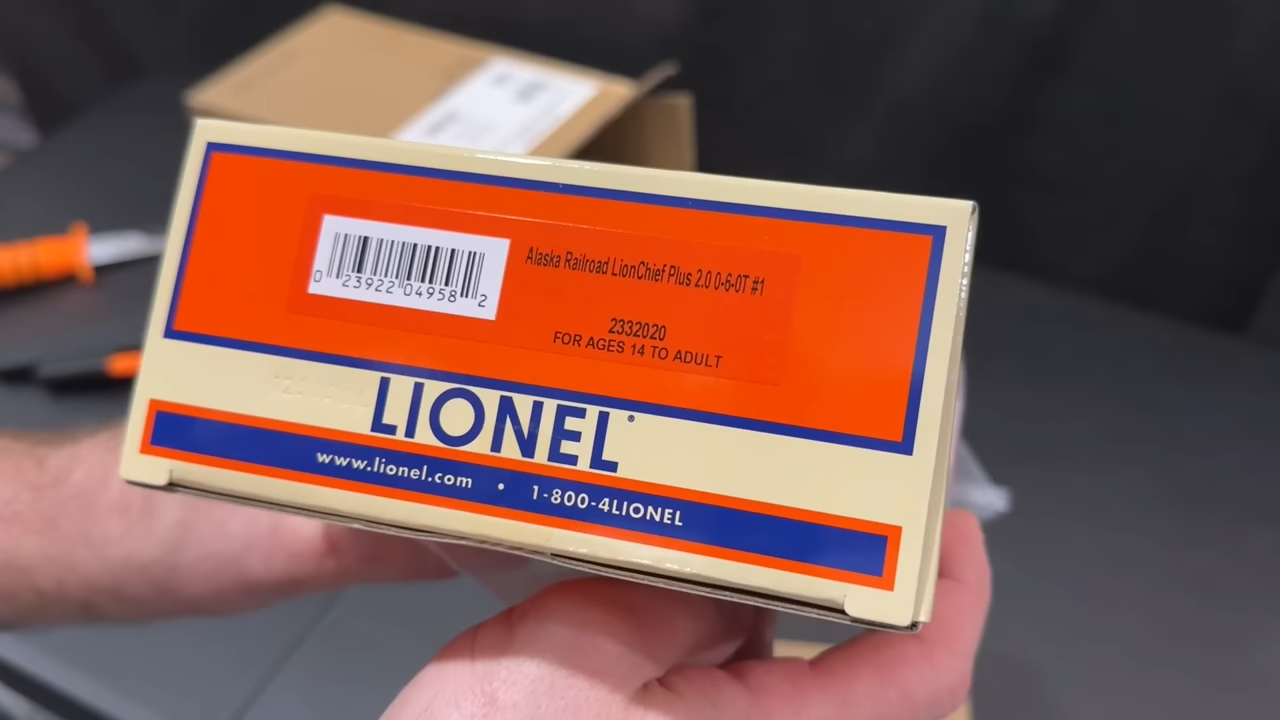 Alaska Railroad LionChief Plus 2.0 0-6-0T #1
0 23922 04958 2
2332020
FOR AGES 14 TO ADULT
LIONEL®
www.lionel.com • 1-800-4LIONEL